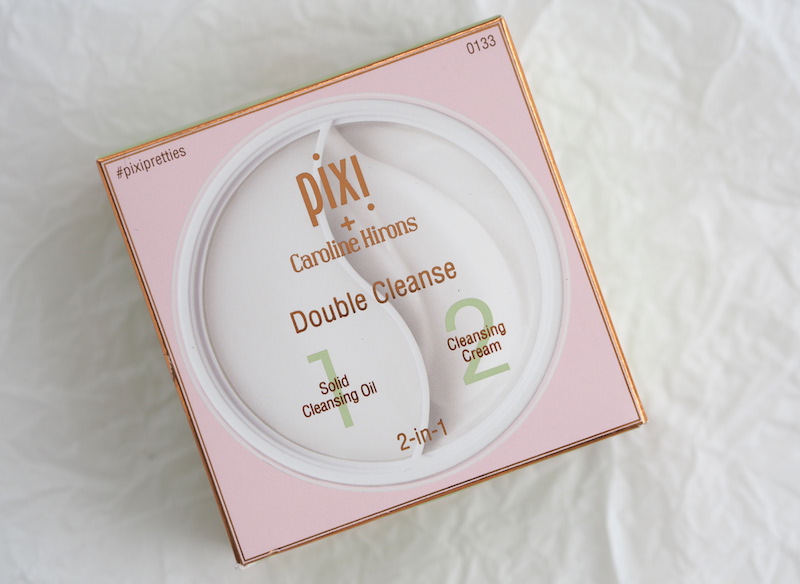 0133
#pixipretties
pixi
+
Caroline Hirons
Double Cleanse
1
Solid
Cleansing Oil
2
Cleansing
Cream
2-in-1